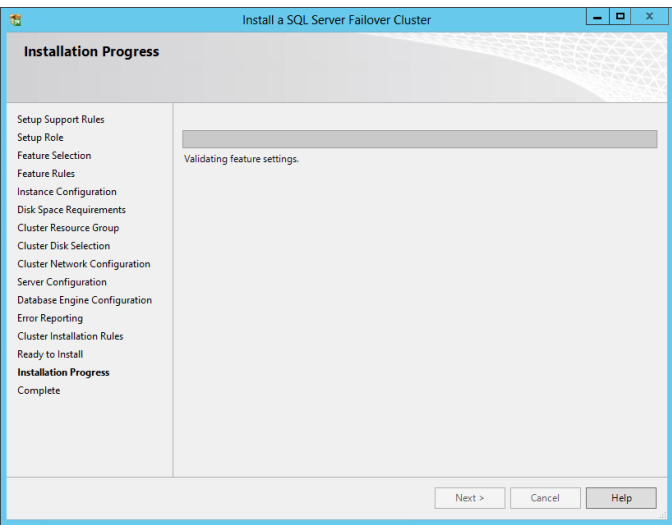 Install a SQL Server Failover Cluster
Installation Progress
Setup Support Rules
Setup Role
Feature Selection
Feature Rules
Instance Configuration
Disk Space Requirements
Cluster Resource Group
Cluster Disk Selection
Cluster Network Configuration
Server Configuration
Database Engine Configuration
Error Reporting
Cluster Installation Rules
Ready to Install
Installation Progress
Complete
Validating feature settings.
Next >
Cancel
Help